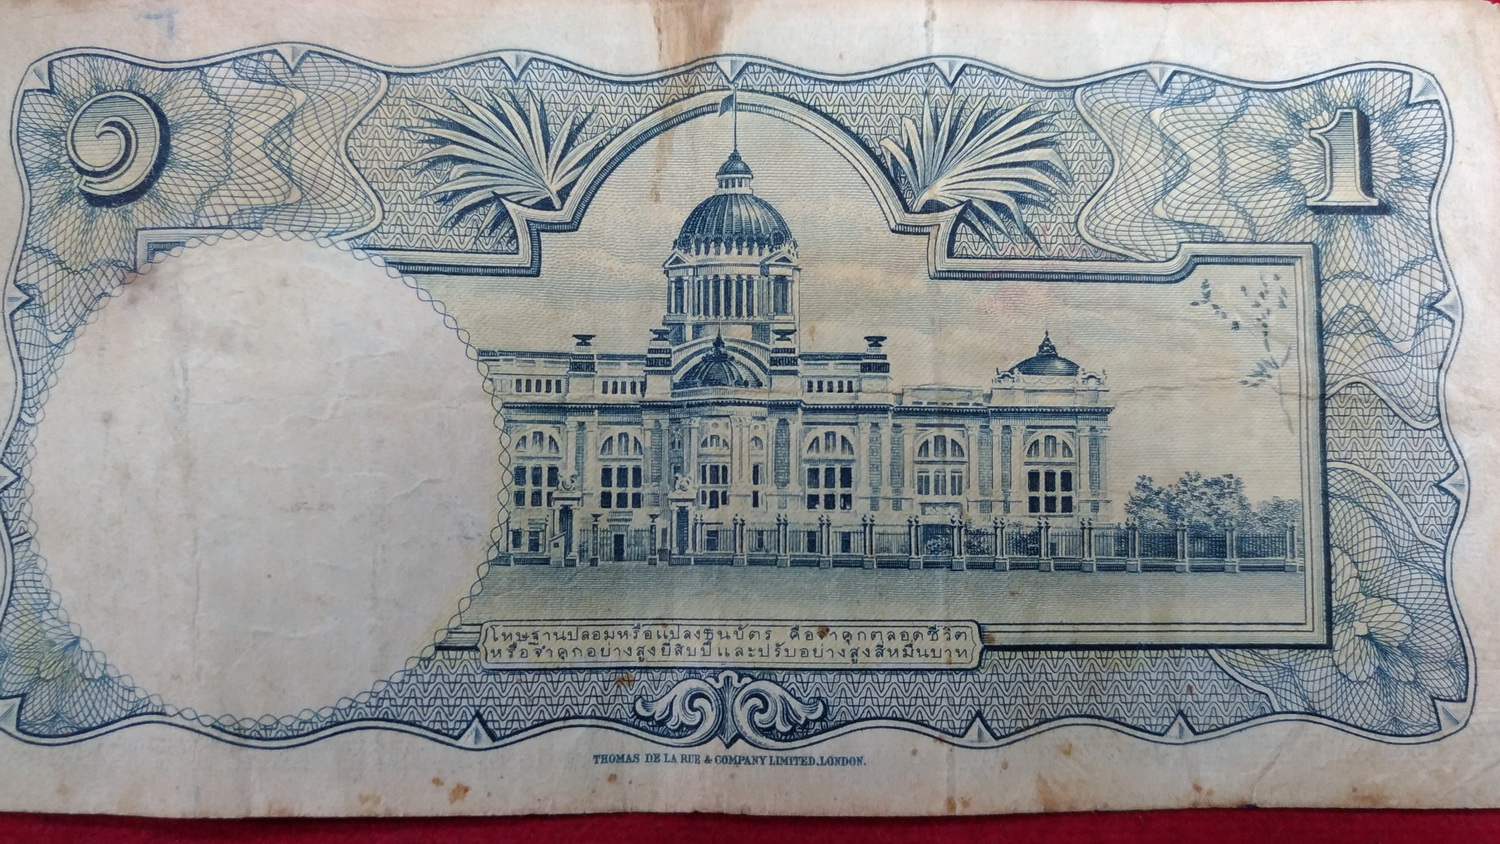 ๑
1
โทษฐานปลอมหรือแปลงธนบัตร คือจำคุกตลอดชีวิต
หรือจำคุกอย่างสูงยี่สิบปีและปรับอย่างสูงสี่หมื่นบาท
THOMAS DE LA RUE & COMPANY LIMITED, LONDON.